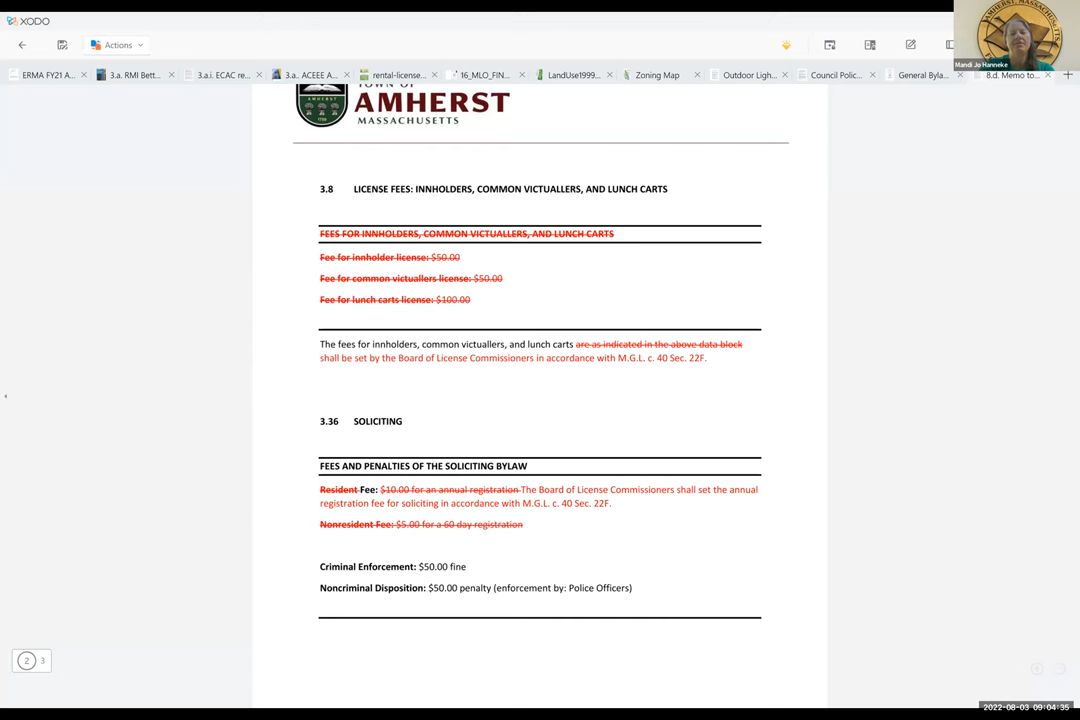 XODO
Actions
ERMA FY21 A...
3.a. RMI Bett...
3.a.i. ECAC re...
3.a. ACEEE A...
rental-license...
16_MLO_FIN...
LandUse1999...
Zoning Map
Outdoor Ligh...
Council Polic...
General Byla...
8.d. Memo to...
AMHERST, MASSACHUSETTS
Mandi Jo Hanneke
TOWN OF
AMHERST
MASSACHUSETTS
AMHERST
3.8 LICENSE FEES: INNHOLDERS, COMMON VICTUALLERS, AND LUNCH CARTS
FEES FOR INNHOLDERS, COMMON VICTUALLERS, AND LUNCH CARTS
Fee for innholder license: $50.00
Fee for common victuallers license: $50.00
Fee for lunch carts license: $100.00
The fees for innholders, common victuallers, and lunch carts are as indicated in the above data block
shall be set by the Board of License Commissioners in accordance with M.G.L. c. 40 Sec. 22F.
3.36 SOLICITING
FEES AND PENALTIES OF THE SOLICITING BYLAW
Resident Fee: $10.00 for an annual registration The Board of License Commissioners shall set the annual
registration fee for soliciting in accordance with M.G.L. c. 40 Sec. 22F.
Nonresident Fee: $5.00 for a 60 day registration
Criminal Enforcement: $50.00 fine
Noncriminal Disposition: $50.00 penalty (enforcement by: Police Officers)
2 3
2022-08-03 09:04:35